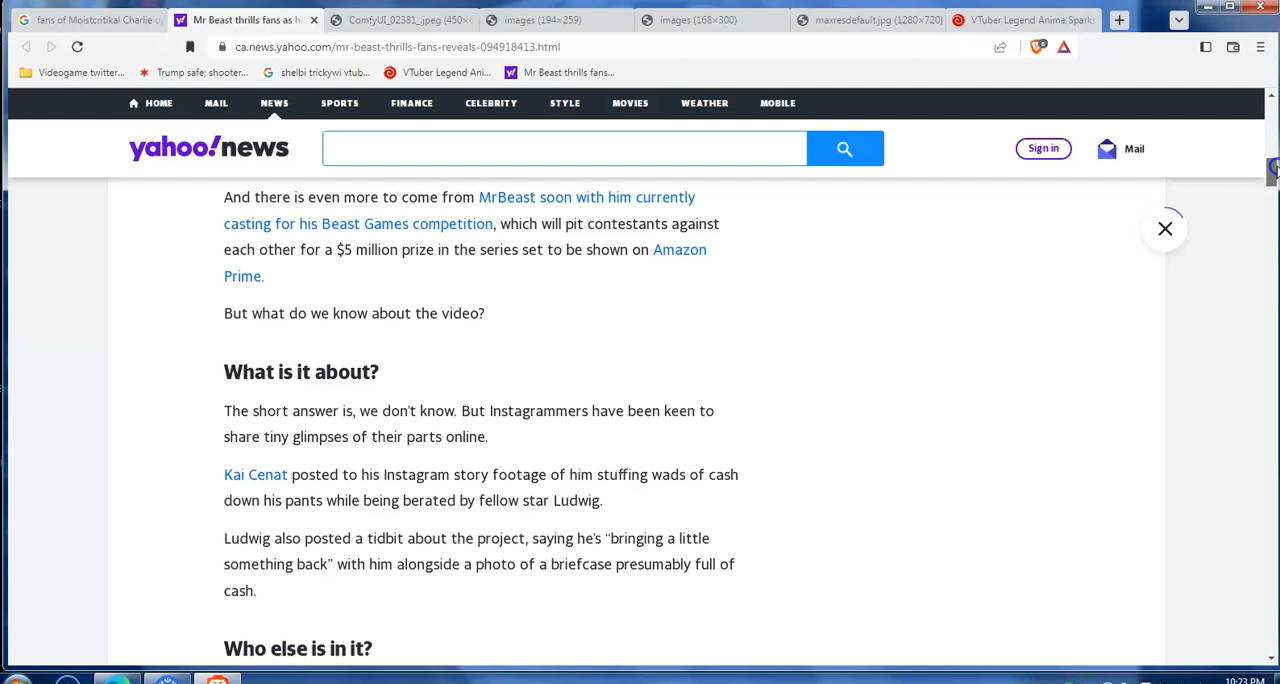 fans of Moistcritikal Charlie u
Mr Beast thrills fans as h
ComfyUI_02381_.jpeg (450×6
images (194×259)
images (168×300)
maxresdefault.jpg (1280×720)
VTuber Legend Anime Spark
ca.news.yahoo.com/mr-beast-thrills-fans-reveals-094918413.html
Videogame twitter...
Trump safe; shooter...
shelbi trickywi vtub...
VTuber Legend Ani...
Mr Beast thrills fans...
HOME MAIL NEWS SPORTS FINANCE CELEBRITY STYLE MOVIES WEATHER MOBILE
yahoo!news
Sign in
Mail
And there is even more to come from MrBeast soon with him currently
casting for his Beast Games competition, which will pit contestants against
each other for a $5 million prize in the series set to be shown on Amazon
Prime.
But what do we know about the video?
What is it about?
The short answer is, we don't know. But Instagrammers have been keen to
share tiny glimpses of their parts online.
Kai Cenat posted to his Instagram story footage of him stuffing wads of cash
down his pants while being berated by fellow star Ludwig.
Ludwig also posted a tidbit about the project, saying he's “bringing a little
something back” with him alongside a photo of a briefcase presumably full of
cash.
Who else is in it?
10:23 PM